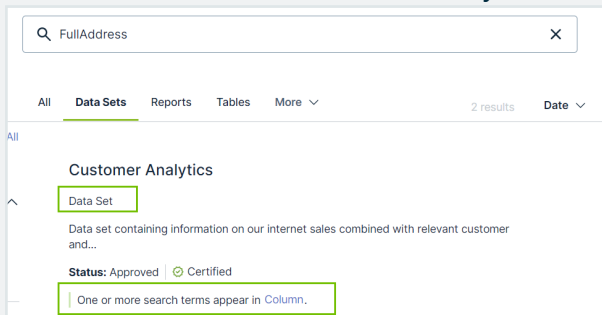 FullAddress
All Data Sets Reports Tables More 2 results Date
All
Customer Analytics
Data Set
Data set containing information on our internet sales combined with relevant customer
and...
Status: Approved Certified
One or more search terms appear in Column.